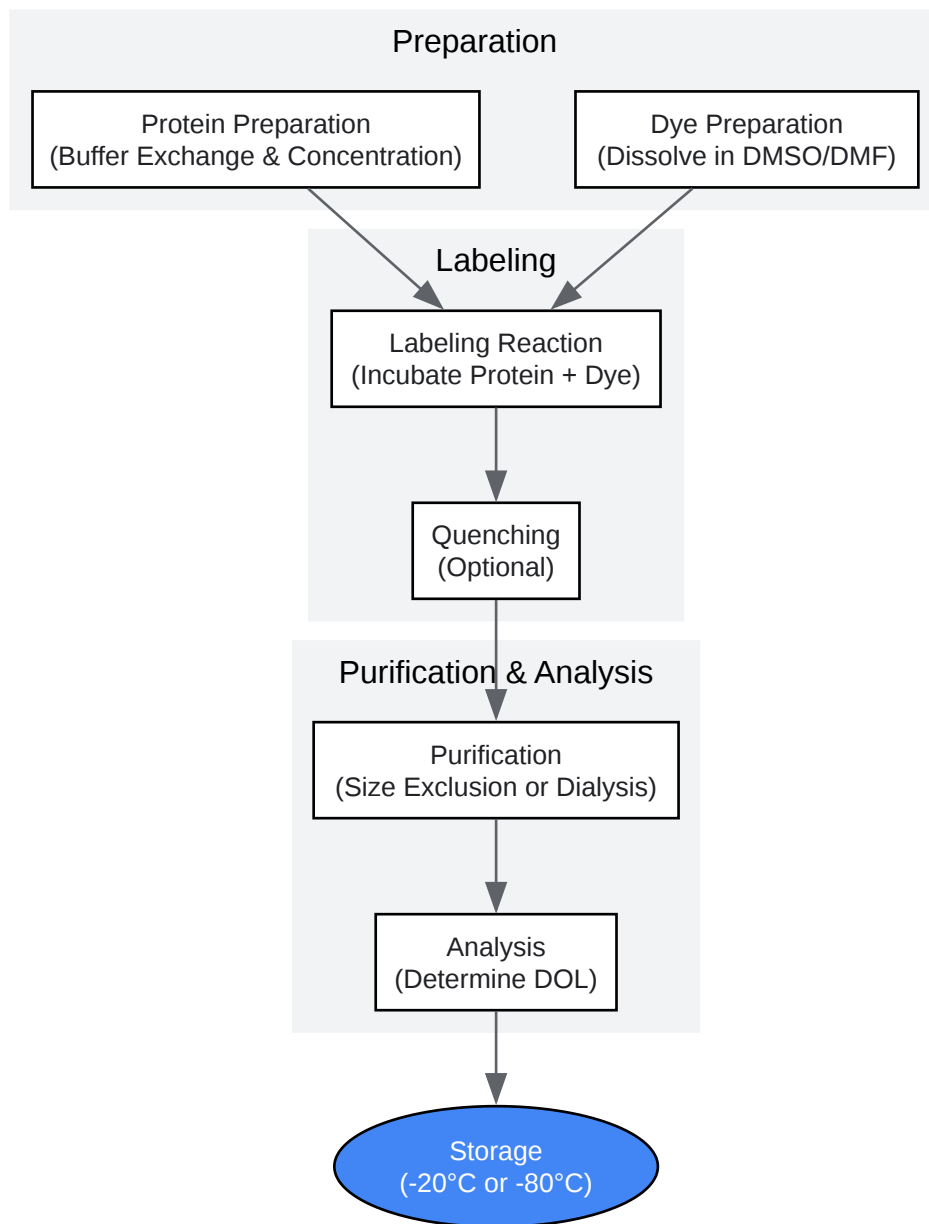 Preparation
Protein Preparation
(Buffer Exchange & Concentration)
Dye Preparation
(Dissolve in DMSO/DMF)
Labeling
Labeling Reaction
(Incubate Protein + Dye)
Quenching
(Optional)
Purification & Analysis
Purification
(Size Exclusion or Dialysis)
Analysis
(Determine DOL)
Storage
(-20°C or -80°C)